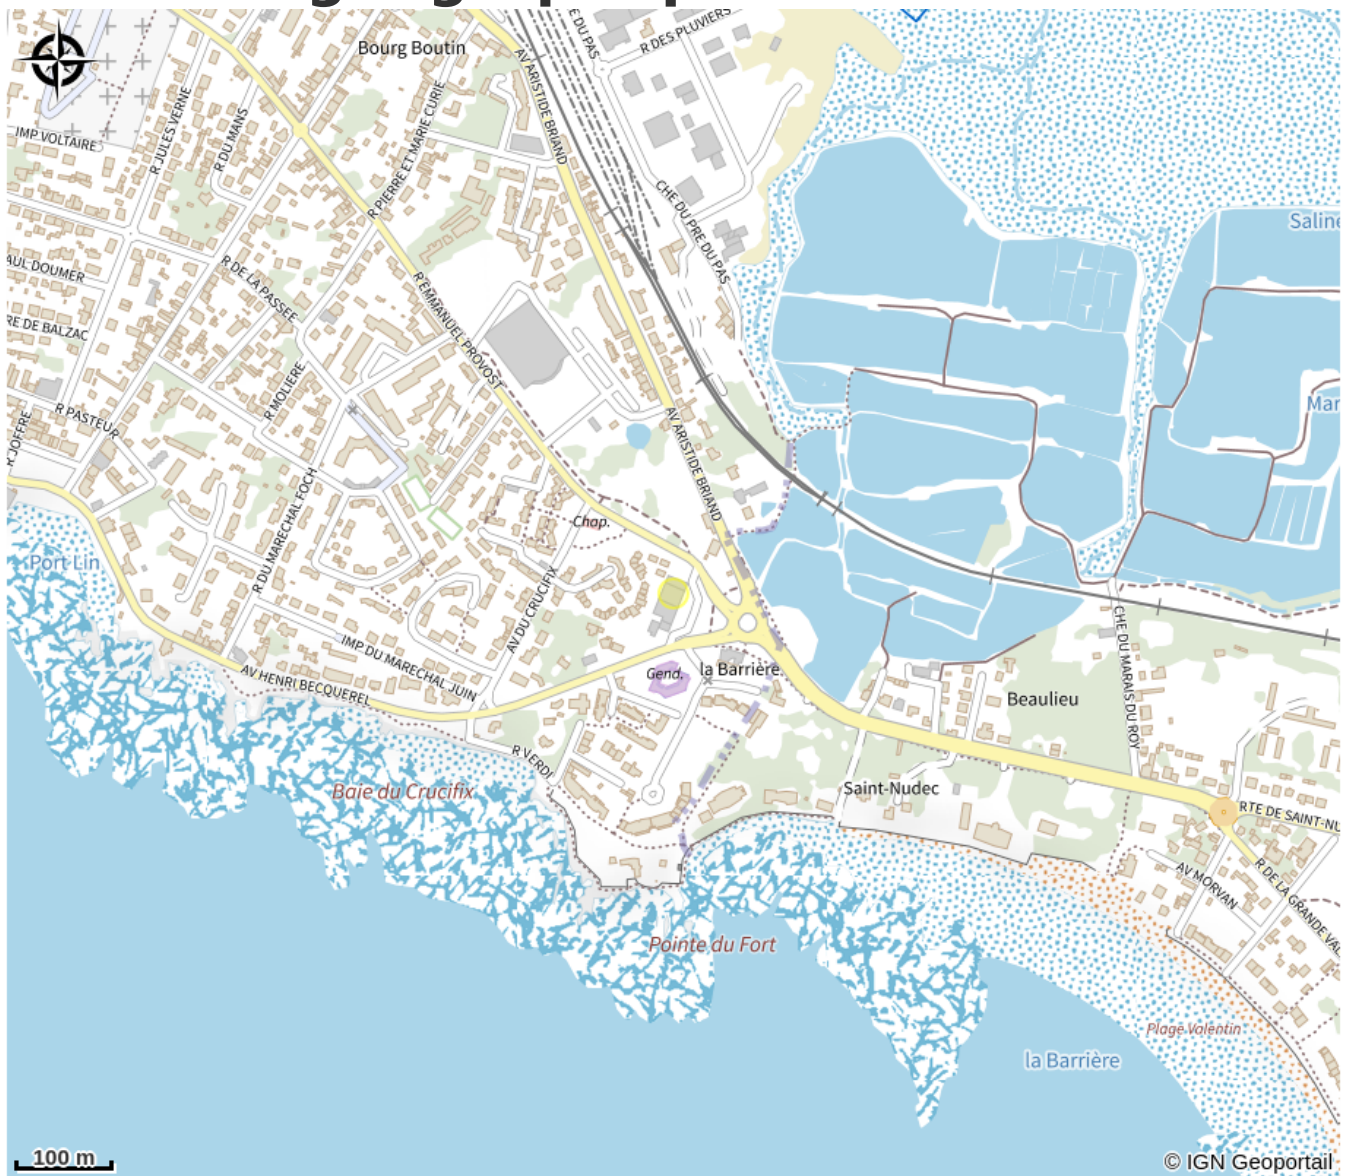 Bourg Boutin
R DES PLUVIERS
E DU PAS
AV ARISTIDE BRIAND
IMP VOLTAIRE
R JULES VERNE
R DU MANS
R PIERRE ET MARIE CURIE
CHE DU PRE DU PAS
Saline
AUL DOUMER
R DE LA PASSEE
R EMMANUEL PROVOST
RE DE BALZAC
R MOLIERE
Mar
R PASTEUR
R JOFFRE
AV ARISTIDE BRIAND
R DU MARECHAL FOCH
Chap.
Port Lin
AV DU CRUCIFIX
IMP DU MARECHAL JUIN
CHE DU MARAIS DU ROY
AV HENRI BECQUEREL
Gend.
la Barrière
Beaulieu
R VERDI
Baie du Crucifix
Saint-Nudec
RTE DE SAINT-NU
AV MORVAN
R DE LA GRANDE VAL
Pointe du Fort
Plage Valentin
la Barrière
100 m
© IGN Geoportail